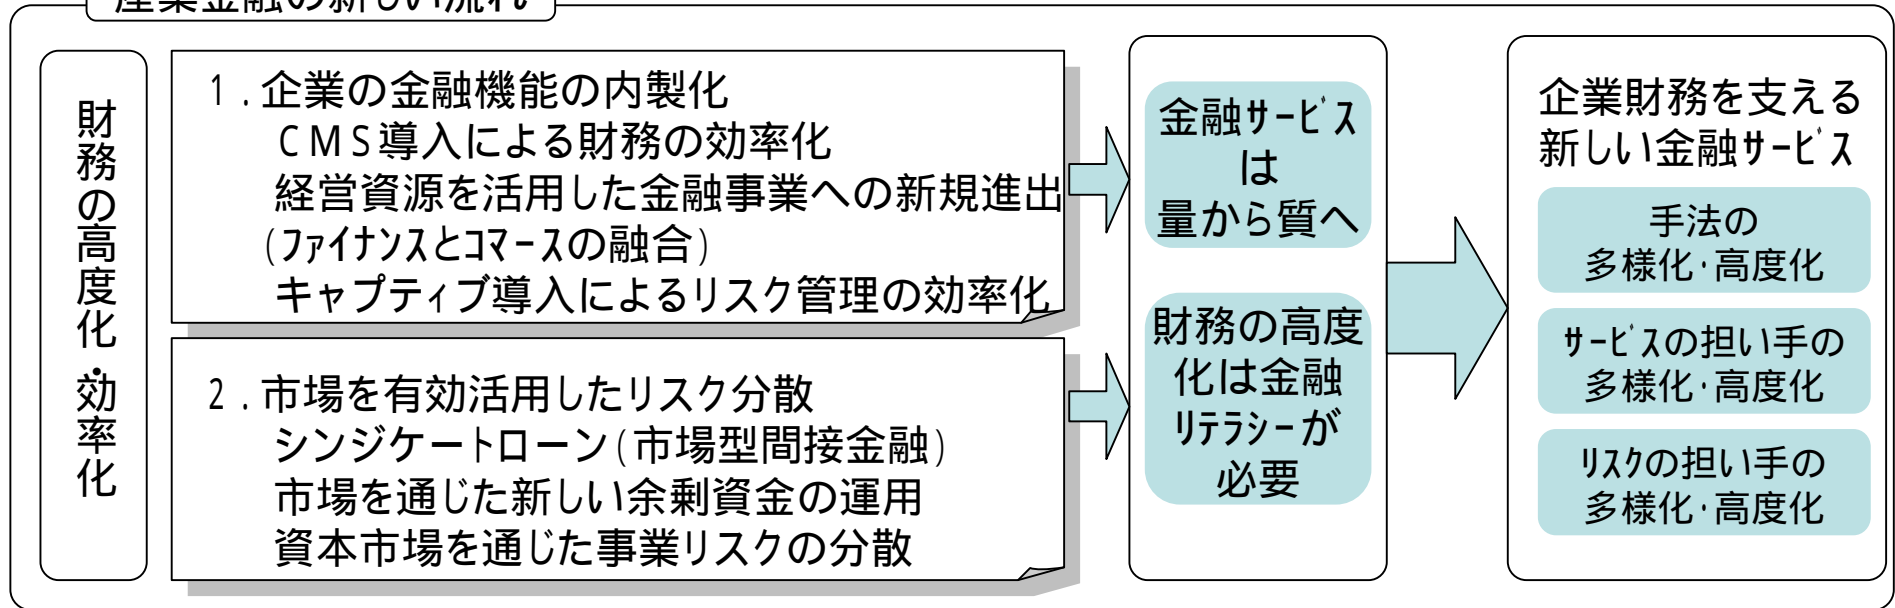 産業金融の新しい流れ
財務の高度化・効率化
1．企業の金融機能の内製化
CMS導入による財務の効率化
経営資源を活用した金融事業への新規進出
(ﾌｧｲﾅﾝｽとｺﾏｰｽの融合)
キャプティブ導入によるリスク管理の効率化
2．市場を有効活用したリスク分散
シンジケートローン(市場型間接金融)
市場を通じた新しい余剰資金の運用
資本市場を通じた事業リスクの分散
金融ｻｰﾋﾞｽ
は
量から質へ
財務の高度
化は金融
ﾘﾃﾗｼｰが
必要
企業財務を支える
新しい金融ｻｰﾋﾞｽ
手法の
多様化･高度化
ｻｰﾋﾞｽの担い手の
多様化･高度化
ﾘｽｸの担い手の
多様化･高度化